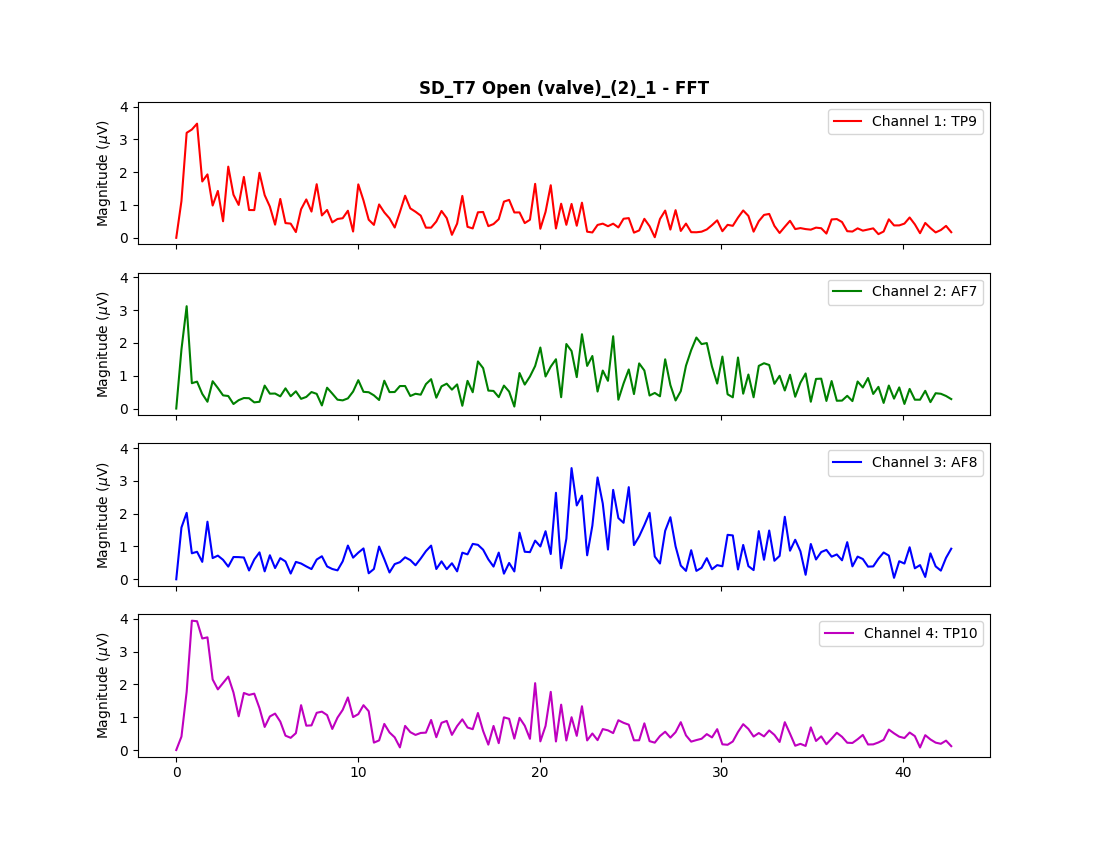 SD_T7 Open (valve)_(2)_1 - FFT
4
3
2
1
0
Magnitude (μV)
Channel 1: TP9
4
3
2
1
0
Magnitude (μV)
Channel 2: AF7
4
3
2
1
0
Magnitude (μV)
Channel 3: AF8
4
3
2
1
0
Magnitude (μV)
Channel 4: TP10
0 10 20 30 40